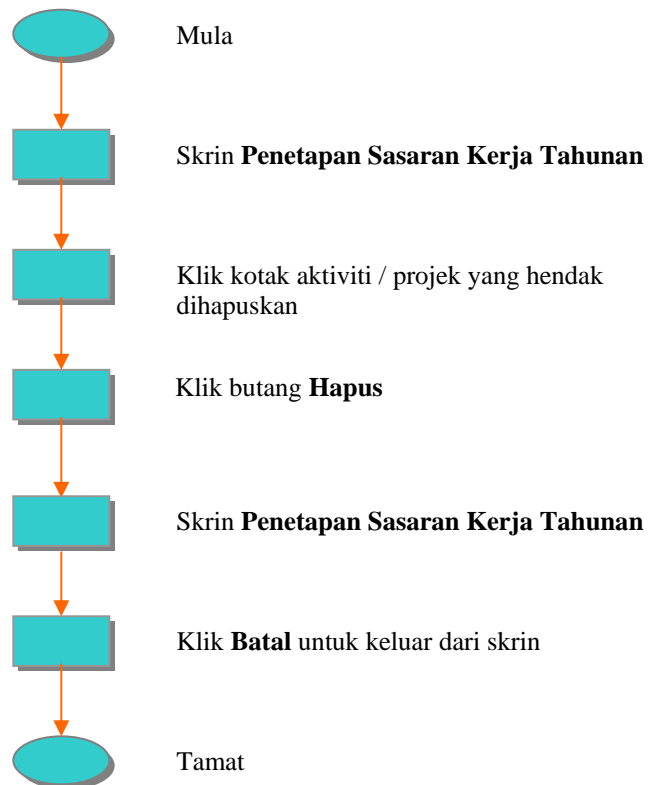 Mula
Skrin Penetapan Sasaran Kerja Tahunan
Klik kotak aktiviti / projek yang hendak
dihapuskan
Klik butang Hapus
Skrin Penetapan Sasaran Kerja Tahunan
Klik Batal untuk keluar dari skrin
Tamat